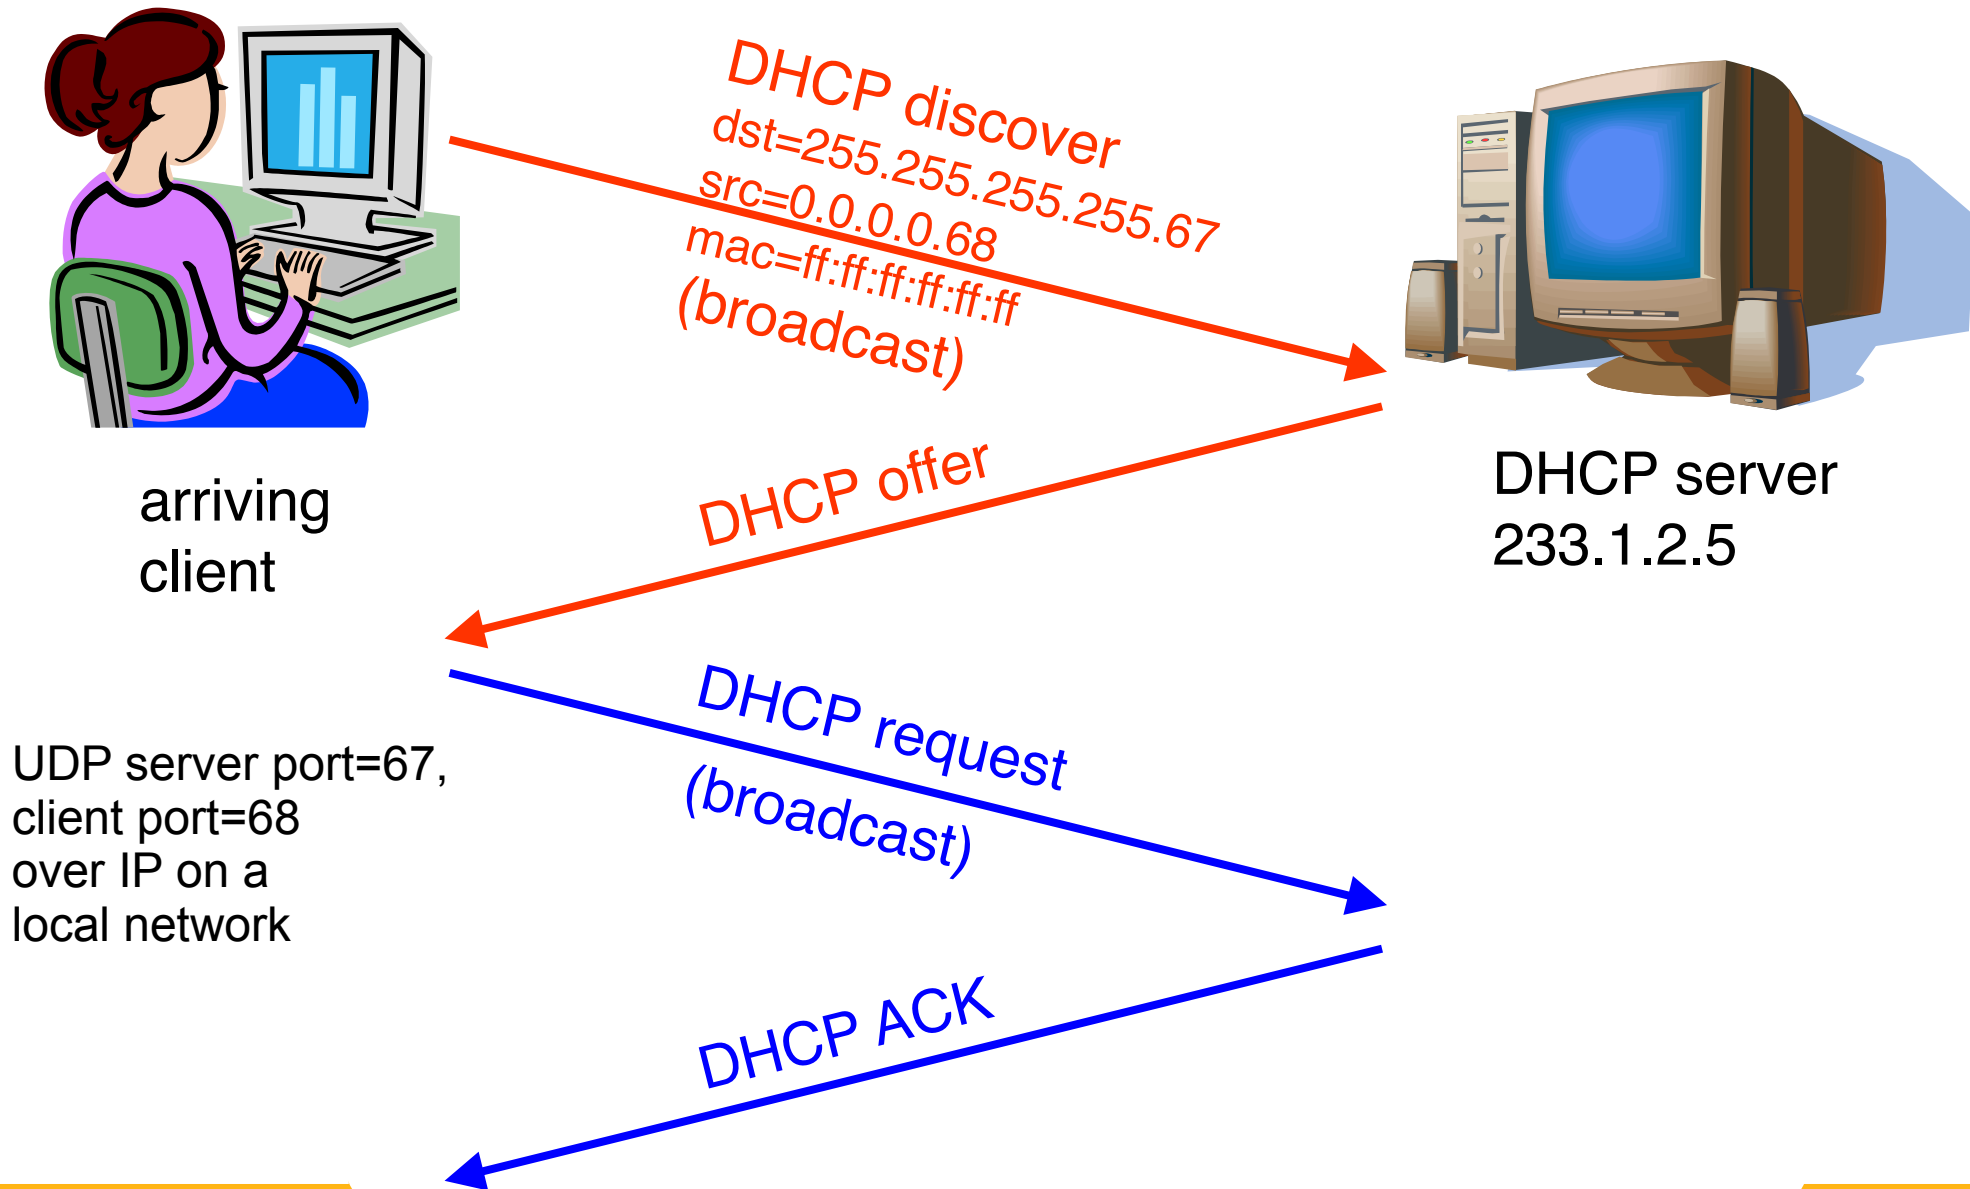 DHCP discover
dst=255.255.255.255.67
src=0.0.0.0.68
mac=ff:ff:ff:ff:ff:ff
(broadcast)
DHCP offer
arriving
client
DHCP server
233.1.2.5
DHCP request
(broadcast)
UDP server port=67,
client port=68
over IP on a
local network
DHCP ACK